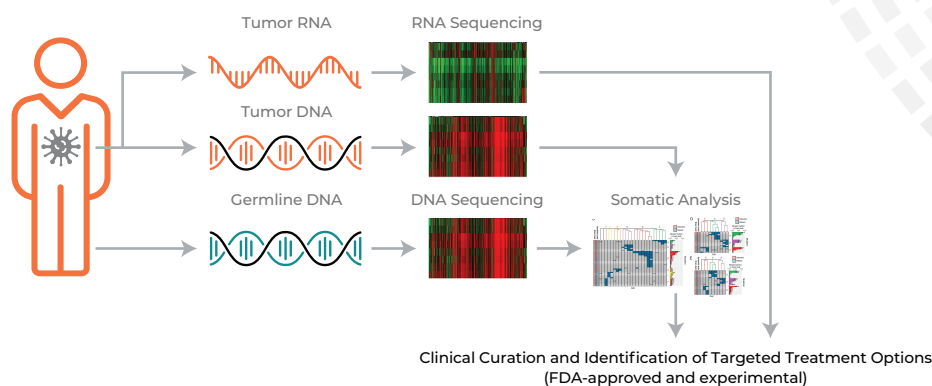 Tumor RNA
RNA Sequencing
Tumor DNA
Germline DNA
DNA Sequencing
Somatic Analysis
Clinical Curation and Identification of Targeted Treatment Options
(FDA-approved and experimental)